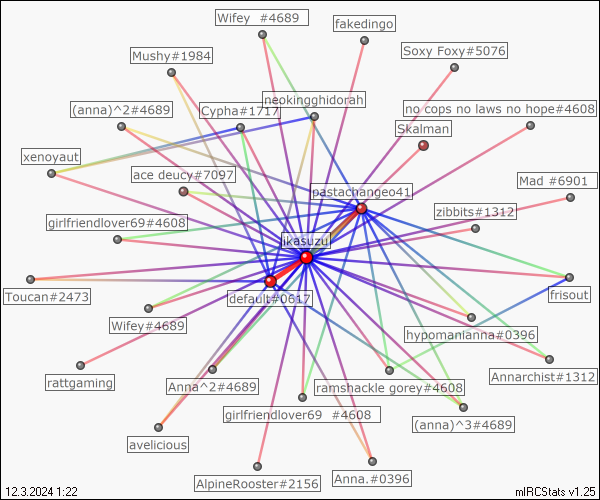 Wifey  #4689
fakedingo
Mushy#1984
Soxy Foxy#5076
neokingghidorah
(anna)^2#4689
Cypha#1717
no cops no laws no hope#4608
Skalman
xenoyaut
ace deucy#7097
Mad #6901
pastachangeo41
girlfriendlover69#4608
zibbits#1312
ikasuzu
Toucan#2473
default#0617
frisout
Wifey#4689
hypomanianna#0396
rattgaming
Anna^2#4689
ramshackle gorey#4608
Annarchist#1312
girlfriendlover69  #4608
(anna)^3#4689
avelicious
AlpineRooster#2156
Anna.#0396
12.3.2024 1:22
mIRCStats v1.25